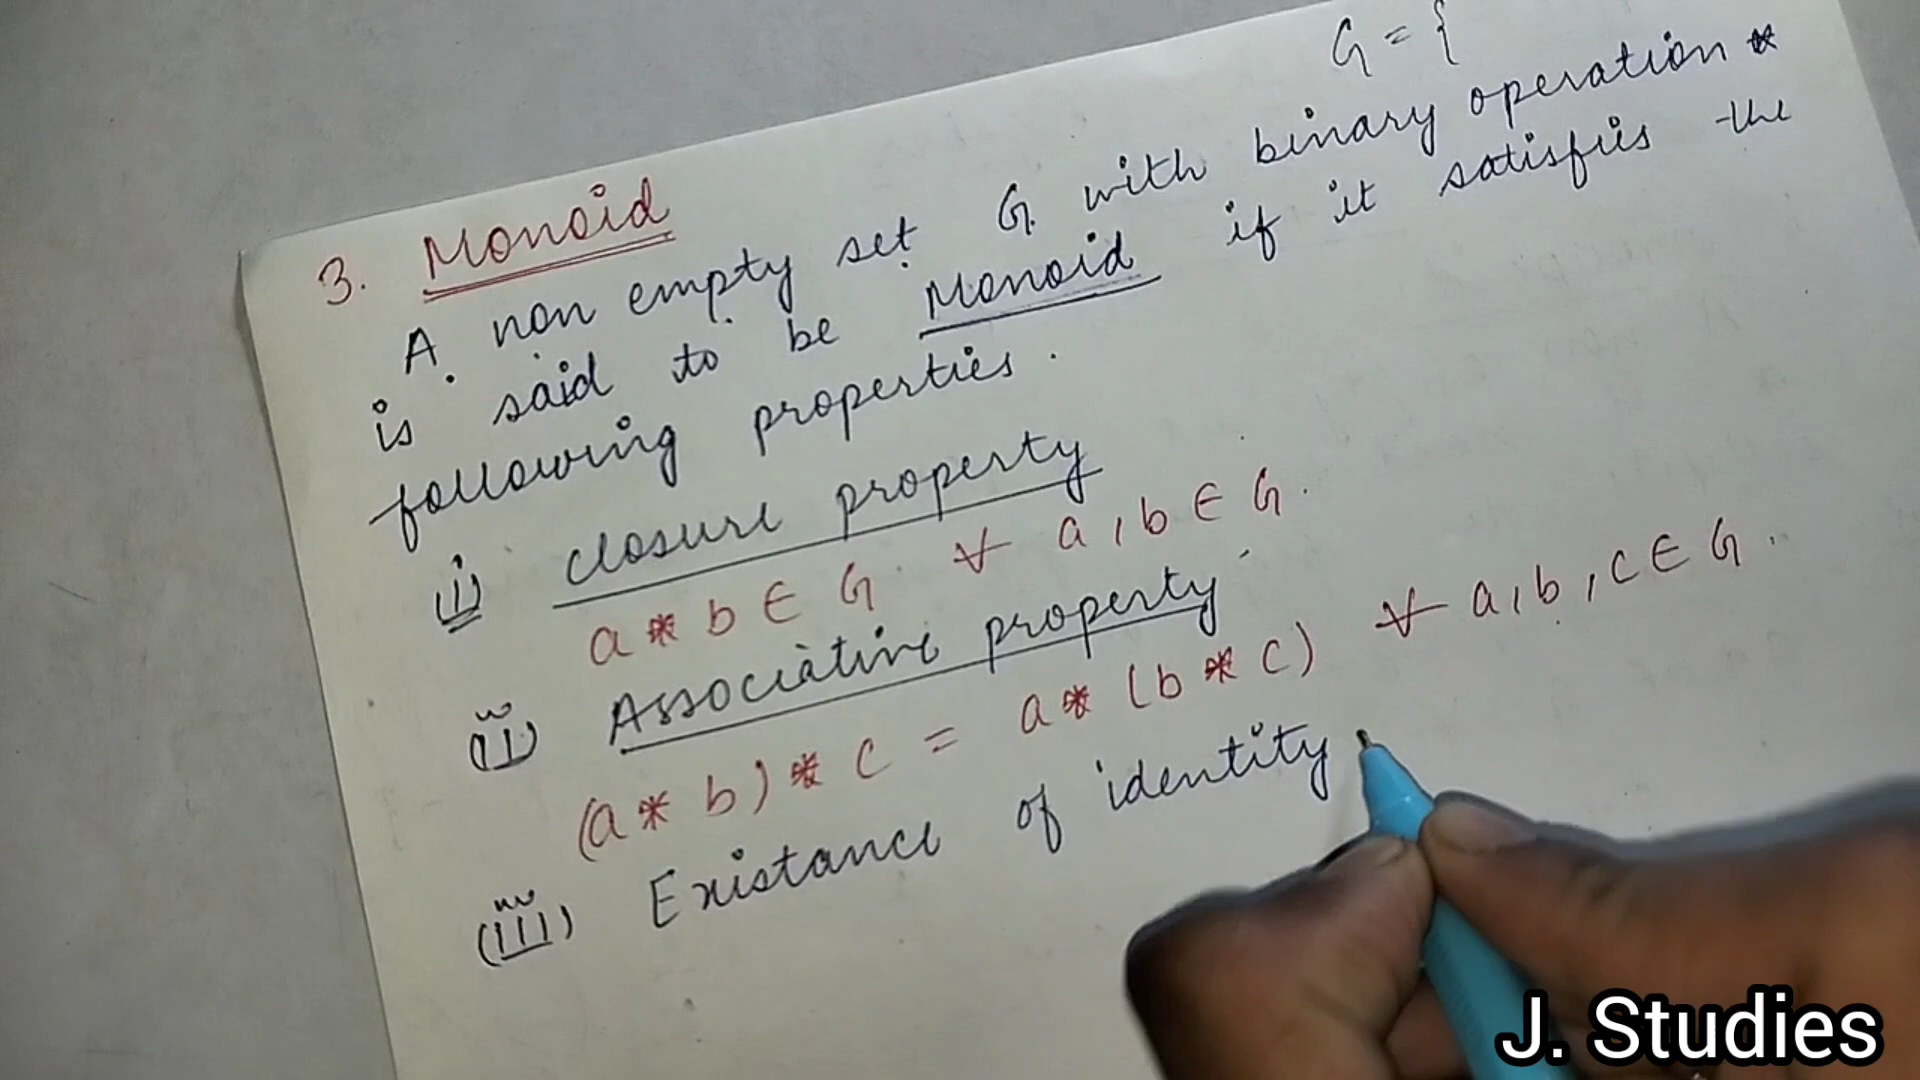 G = {
3. Monoid
A non empty set G with binary operation *
is said to be Monoid if it satisfies the
following properties.
(i) closure property
a * b ∈ G ∀ a, b ∈ G.
(ii) Associative property
(a * b) * c = a * (b * c) ∀ a, b, c ∈ G.
(iii) Existance of identity
J. Studies